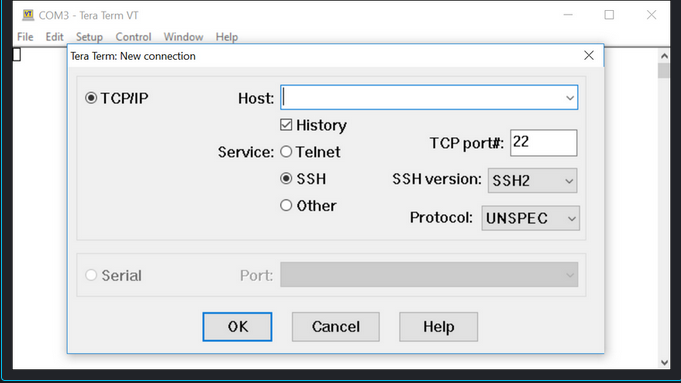 VT COM3 - Tera Term VT
File Edit Setup Control Window Help
Tera Term: New connection
TCP/IP Host:
History
TCP port#: 22
Service: Telnet
SSH SSH version: SSH2
Other
Protocol: UNSPEC
Serial Port:
OK Cancel Help